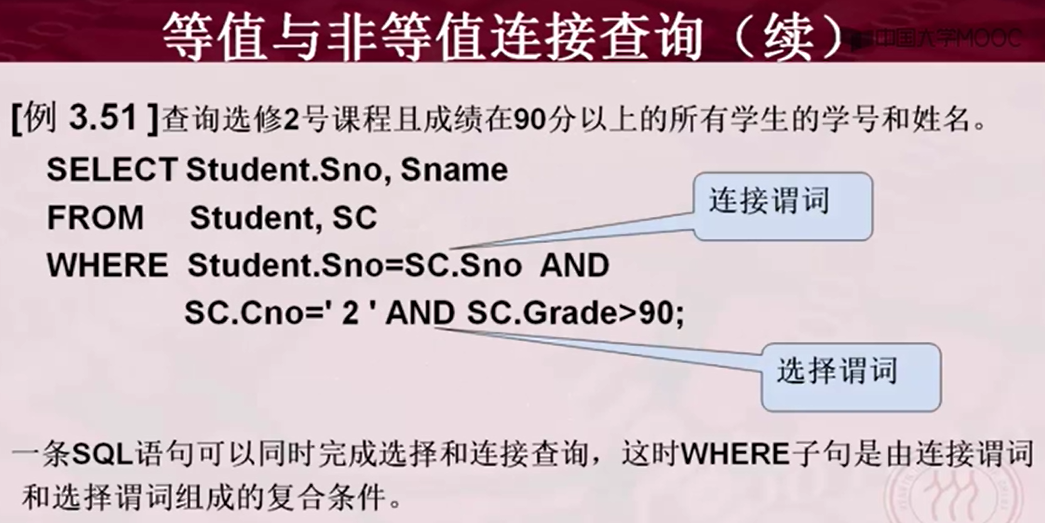 等值与非等值连接查询（续）
中国大学MOOC
[例 3.51 ]查询选修2号课程且成绩在90分以上的所有学生的学号和姓名。
SELECT Student.Sno, Sname
连接谓词
FROM Student, SC
WHERE Student.Sno=SC.Sno AND
SC.Cno=' 2 ' AND SC.Grade>90;
选择谓词
一条SQL语句可以同时完成选择和连接查询，这时WHERE子句是由连接谓词
和选择谓词组成的复合条件。